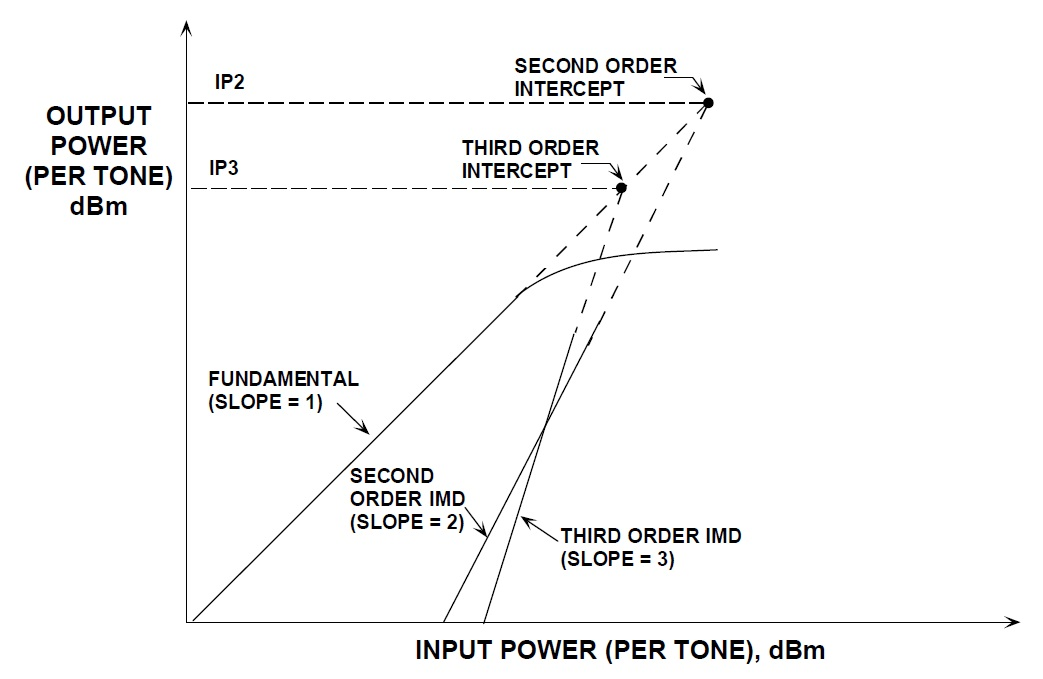 IP2
SECOND ORDER
INTERCEPT
OUTPUT
POWER
(PER TONE)
dBm
IP3
THIRD ORDER
INTERCEPT
FUNDAMENTAL
(SLOPE = 1)
SECOND
ORDER IMD
(SLOPE = 2)
THIRD ORDER IMD
(SLOPE = 3)
INPUT POWER (PER TONE), dBm